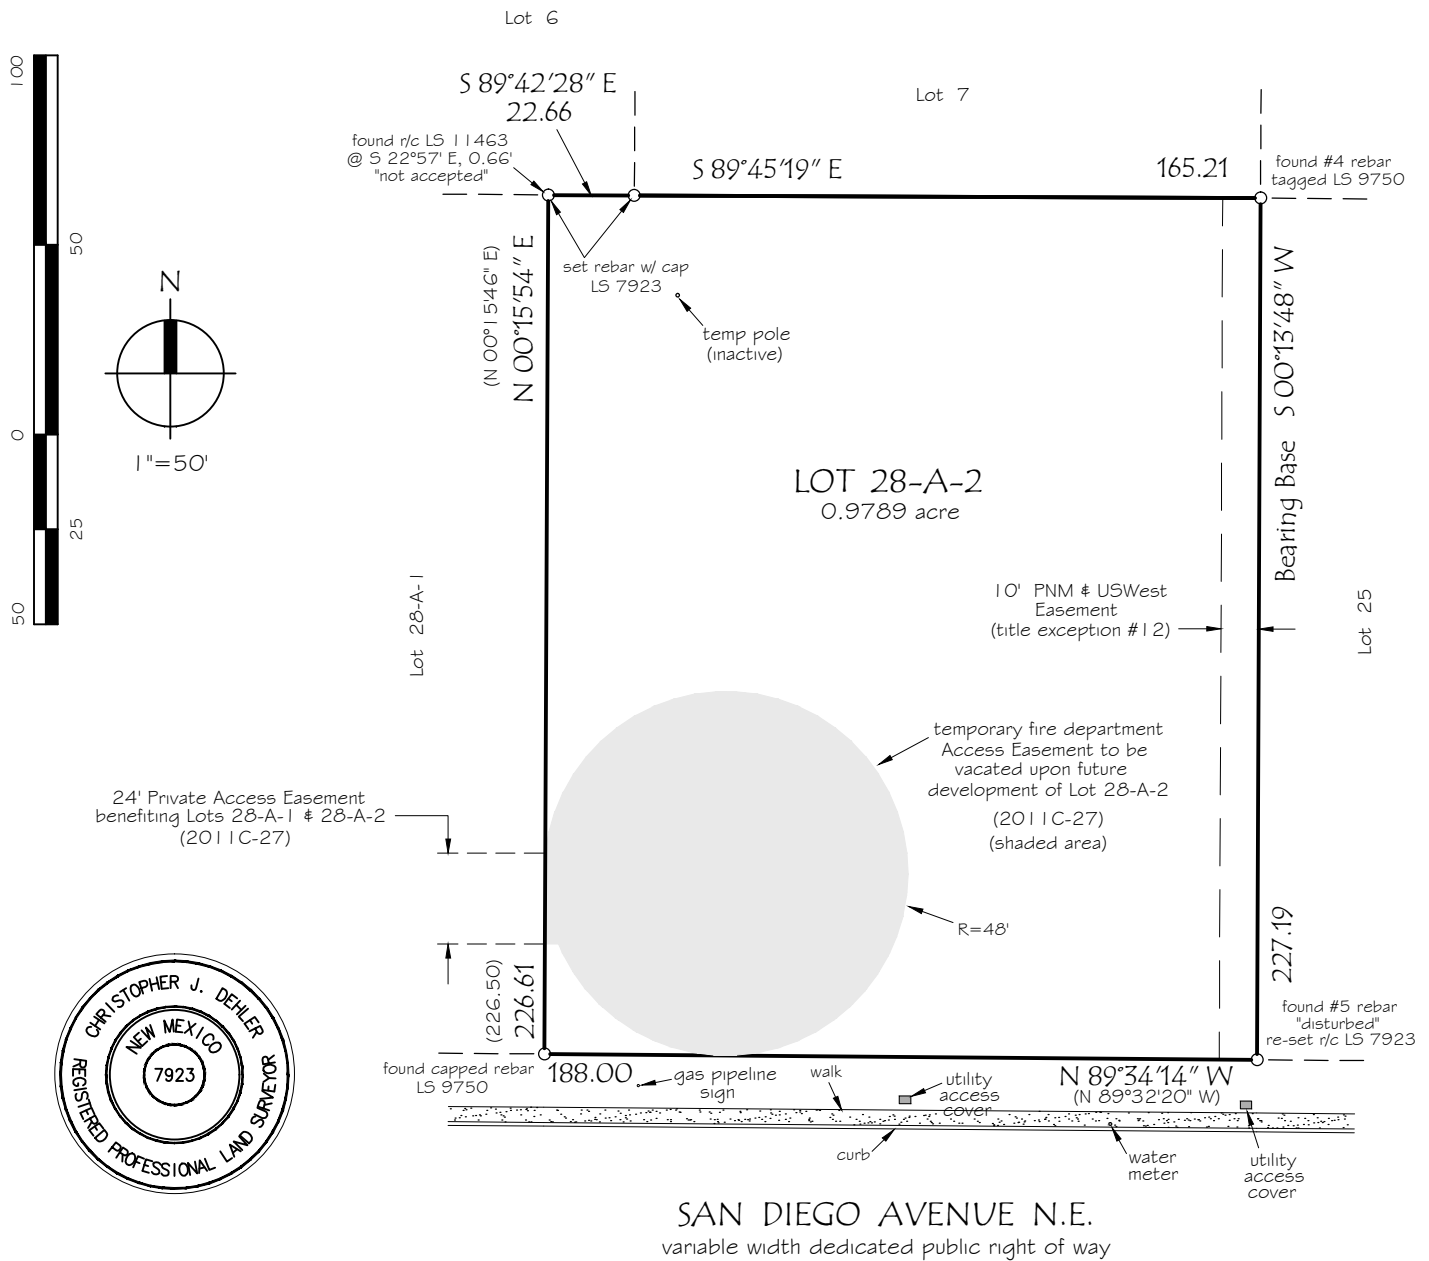 Lot 6
S 89°42'28" E
22.66
Lot 7
found r/c LS 11463
@ S 22°57' E, 0.66'
"not accepted"
S 89°45'19" E
165.21
found #4 rebar
tagged LS 9750
100
50
0
25
50
N
1"=50'
(N 00°15'46" E)
N 00°15'54" E
set rebar w/ cap
LS 7923
temp pole
(inactive)
Bearing Base S 00°13'48" W
LOT 28-A-2
0.9789 acre
Lot 28-A-1
10' PNM & USWest
Easement
(title exception #12)
Lot 25
temporary fire department
Access Easement to be
vacated upon future
development of Lot 28-A-2
(2011C-27)
(shaded area)
24' Private Access Easement
benefiting Lots 28-A-1 & 28-A-2
(2011C-27)
R=48'
(226.50)
226.61
227.19
found #5 rebar
"disturbed"
re-set r/c LS 7923
CHRISTOPHER J. DEHLER
NEW MEXICO
7923
REGISTERED PROFESSIONAL LAND SURVEYOR
found capped rebar
LS 9750
188.00
gas pipeline
sign
walk
utility
access
cover
N 89°34'14" W
(N 89°32'20" W)
curb
water
meter
utility
access
cover
SAN DIEGO AVENUE N.E.
variable width dedicated public right of way